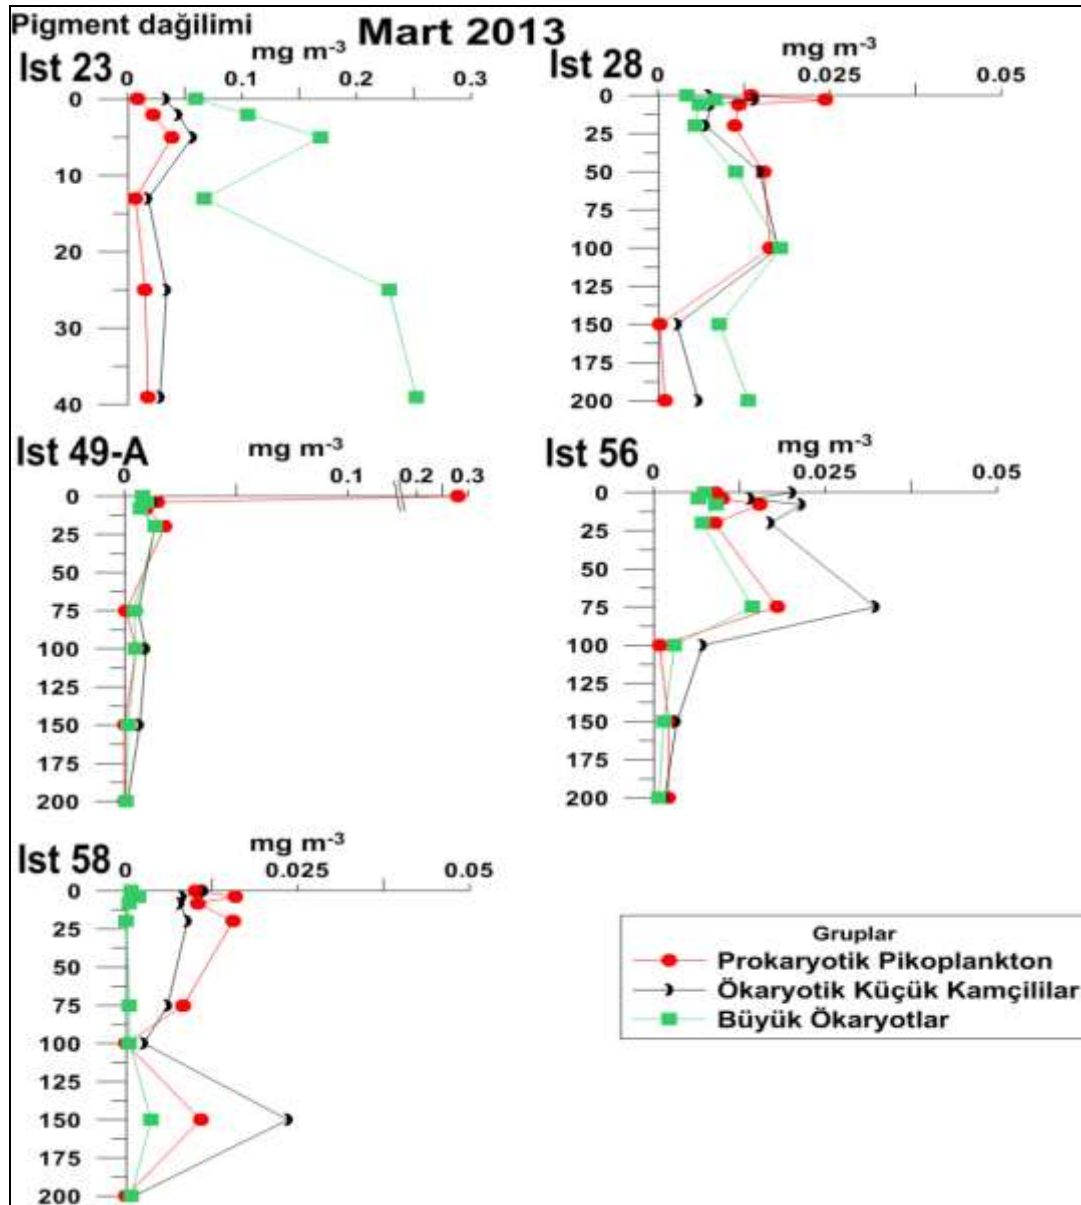 Pigment dağilimi
Mart 2013
Ist 23
mg m-3
0 0.1 0.2 0.3
0
10
20
30
40
Ist 28
mg m-3
0 0.025 0.05
0
25
50
75
100
125
150
175
200
Ist 49-A
mg m-3
0 0.1 0.2 0.3
0
25
50
75
100
125
150
175
200
Ist 56
mg m-3
0 0.025 0.05
0
25
50
75
100
125
150
175
200
Ist 58
mg m-3
0 0.025 0.05
0
25
50
75
100
125
150
175
200
Gruplar
Prokaryotik Pikoplankton
Ökaryotik Küçük Kamçililar
Büyük Ökaryotlar